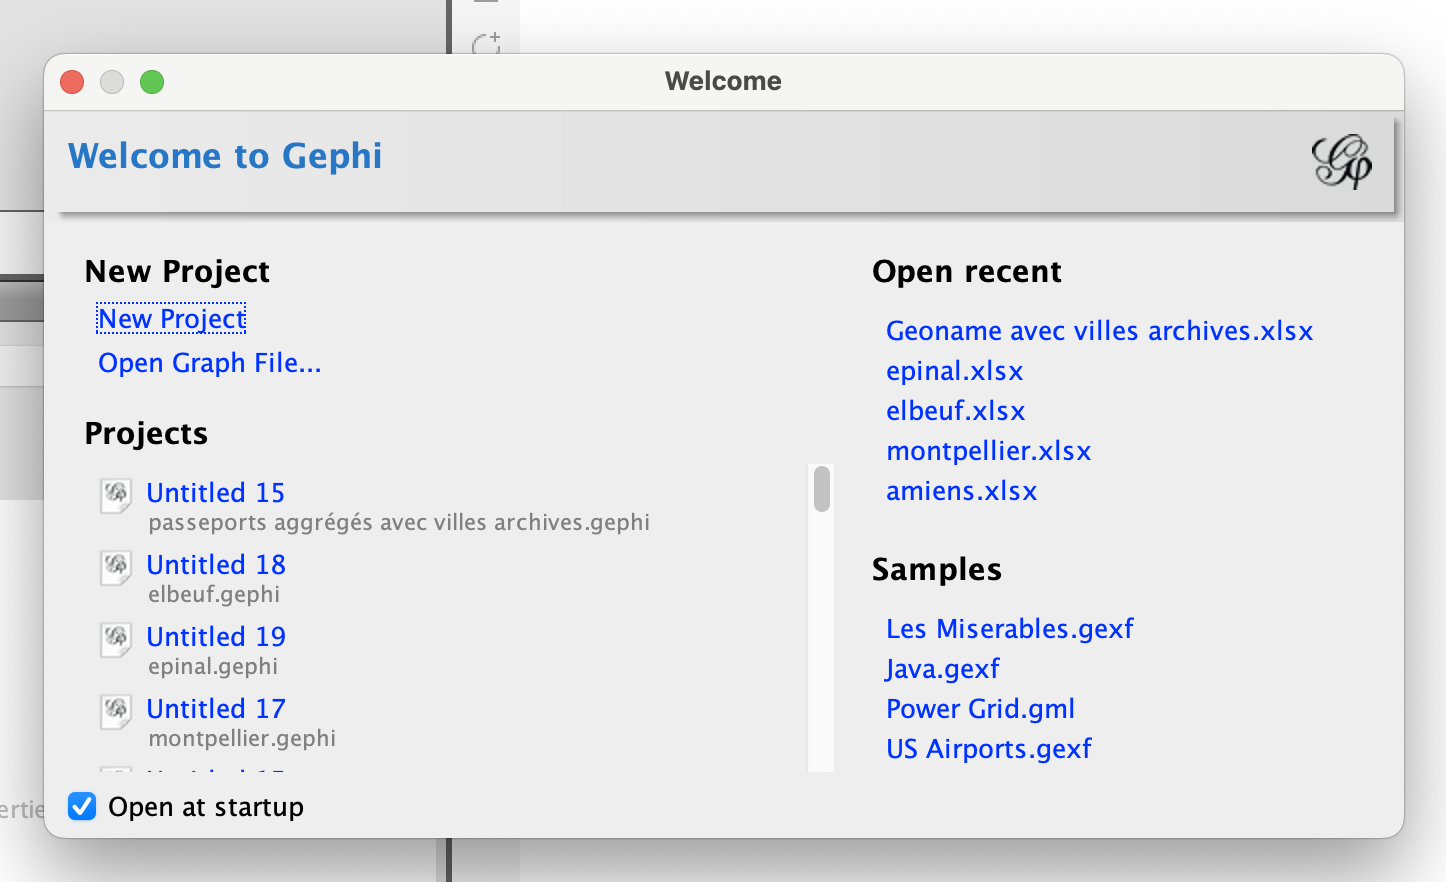 Welcome
Welcome to Gephi
New Project
New Project
Open Graph File...
Projects
Untitled 15
passeports aggrégés avec villes archives.gephi
Untitled 18
elbeuf.gephi
Untitled 19
epinal.gephi
Untitled 17
montpellier.gephi
Open at startup
Open recent
Geoname avec villes archives.xlsx
epinal.xlsx
elbeuf.xlsx
montpellier.xlsx
amiens.xlsx
Samples
Les Miserables.gexf
Java.gexf
Power Grid.gml
US Airports.gexf